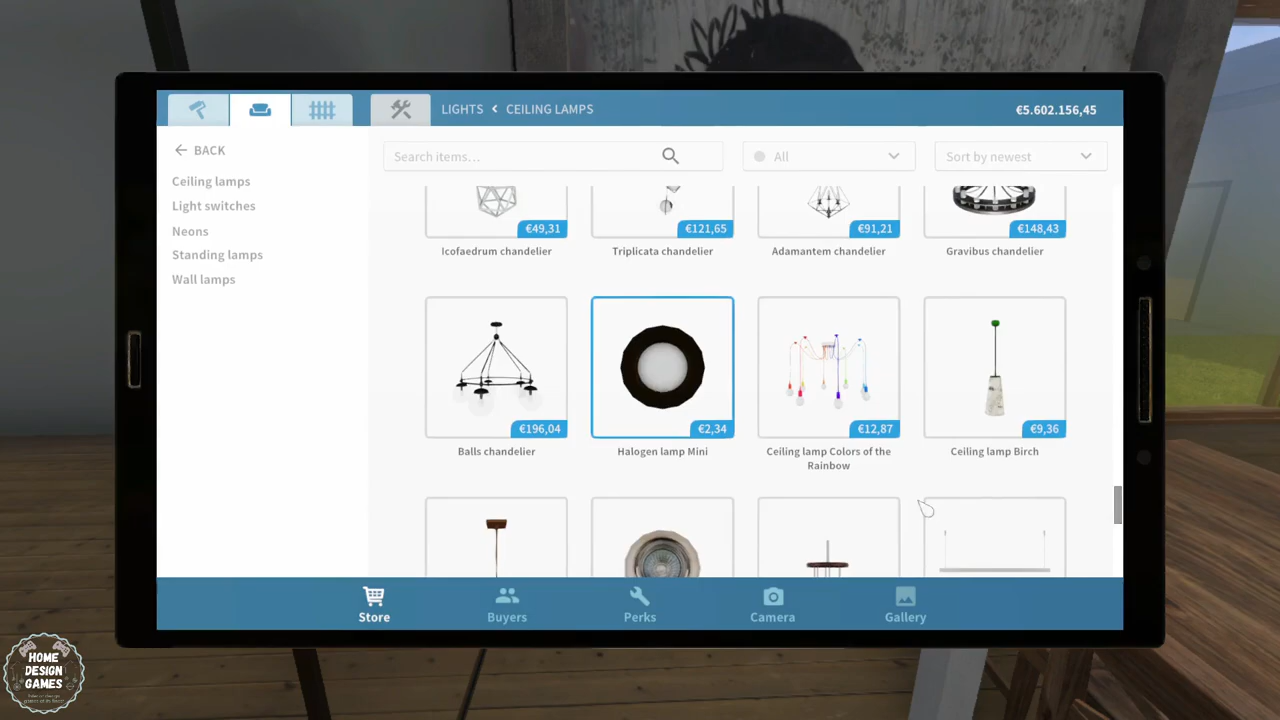 LIGHTS < CEILING LAMPS
€5.602.156,45
BACK
Ceiling lamps
Light switches
Neons
Standing lamps
Wall lamps
Search items...
All
Sort by newest
€49,31
€121,65
€91,21
€148,43
Icofaedrum chandelier
Triplicata chandelier
Adamantem chandelier
Gravibus chandelier
€196,04
€2,34
€12,87
€9,36
Balls chandelier
Halogen lamp Mini
Ceiling lamp Colors of the
Rainbow
Ceiling lamp Birch
Store
Buyers
Perks
Camera
Gallery
HOME
DESIGN
GAMES